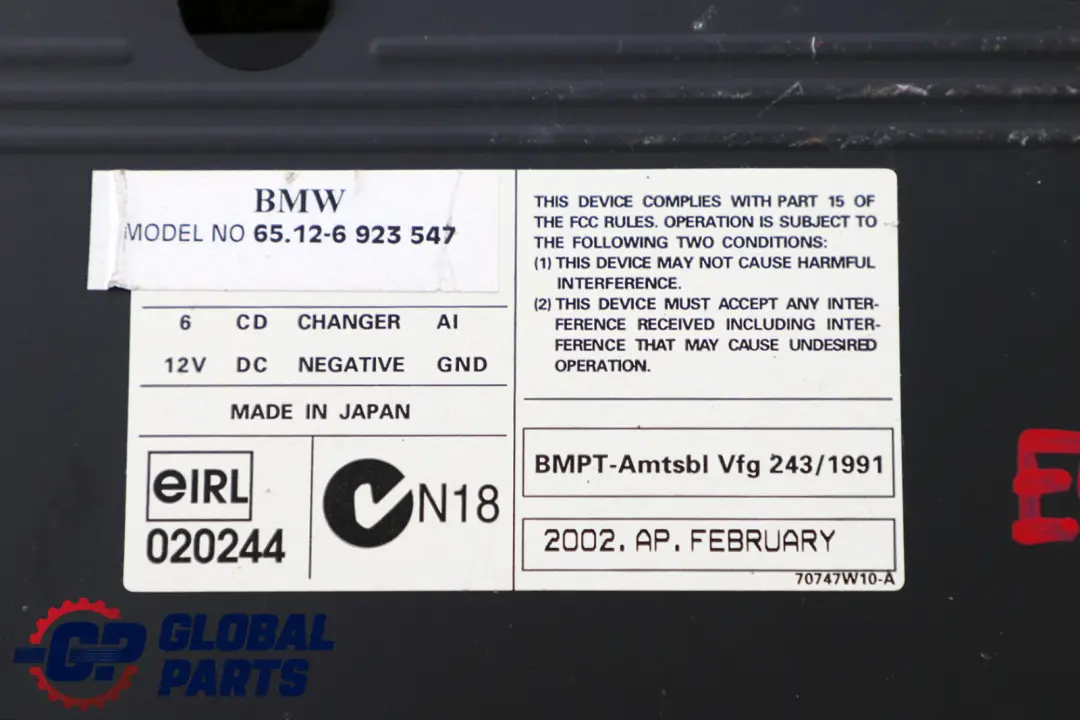 BMW
MODEL NO 65.12-6 923 547
6 CD CHANGER AI
12V DC NEGATIVE GND
MADE IN JAPAN
eIRL
020244
N18
THIS DEVICE COMPLIES WITH PART 15 OF
THE FCC RULES. OPERATION IS SUBJECT TO
THE FOLLOWING TWO CONDITIONS:
(1) THIS DEVICE MAY NOT CAUSE HARMFUL
INTERFERENCE.
(2) THIS DEVICE MUST ACCEPT ANY INTER-
FERENCE RECEIVED INCLUDING INTER-
FERENCE THAT MAY CAUSE UNDESIRED
OPERATION.
BMPT-Amtsbl Vfg 243/1991
2002. AP. FEBRUARY
70747W10-A
GP GLOBAL
PARTS